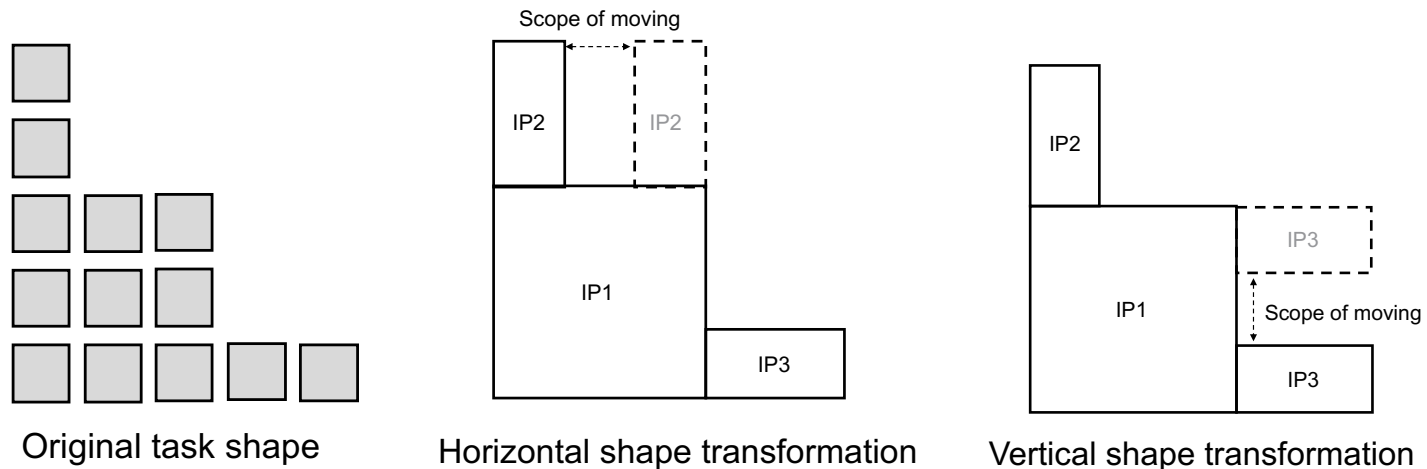 Scope of moving
IP2
IP2
IP1
IP3
Original task shape
Horizontal shape transformation
IP2
IP3
IP1
Scope of moving
IP3
Vertical shape transformation